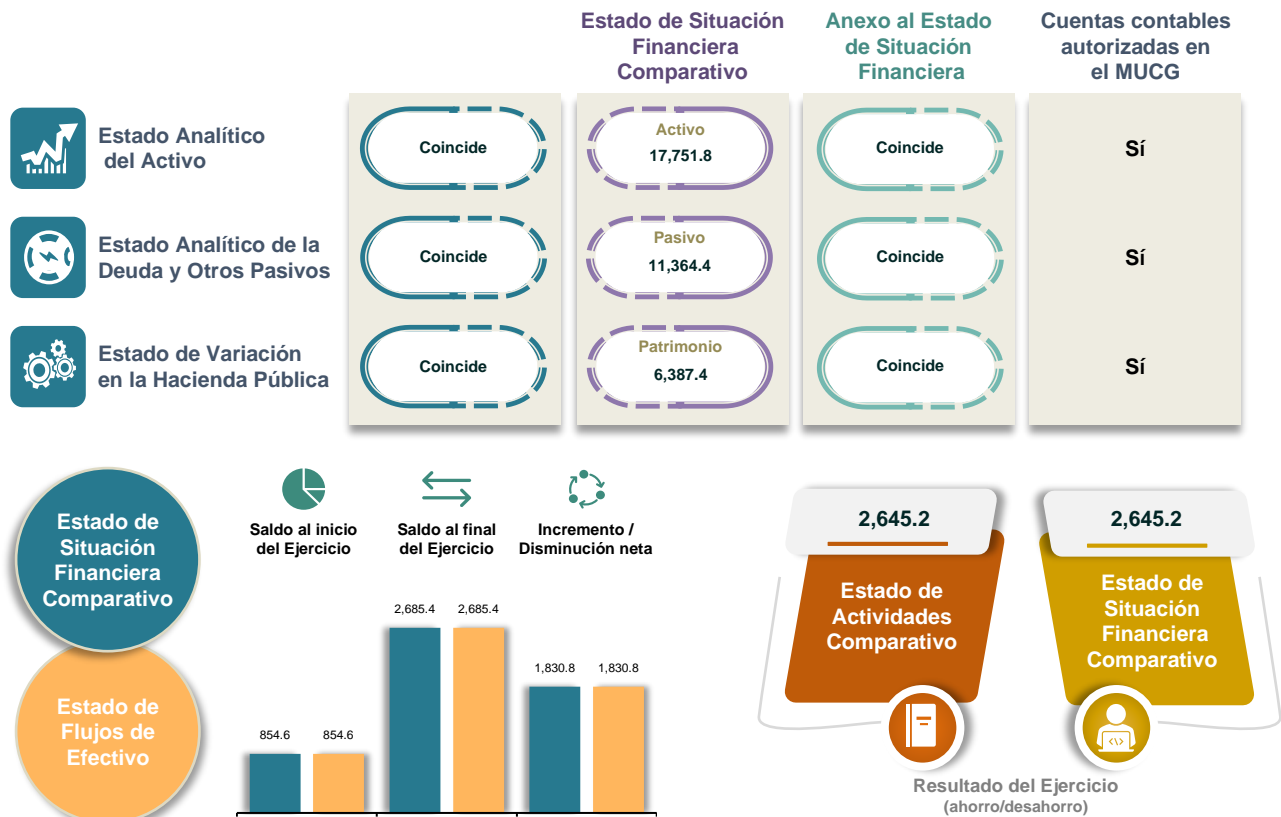 Estado de Situación
Financiera
Comparativo
Anexo al Estado
de Situación
Financiera
Cuentas contables
autorizadas en
el MUCG
Estado Analítico
del Activo
Coincide
Activo
17,751.8
Coincide
Sí
Estado Analítico de la
Deuda y Otros Pasivos
Coincide
Pasivo
11,364.4
Coincide
Sí
Estado de Variación
en la Hacienda Pública
Coincide
Patrimonio
6,387.4
Coincide
Sí
Estado de
Situación
Financiera
Comparativo
Estado de
Flujos de
Efectivo
Saldo al inicio
del Ejercicio
Saldo al final
del Ejercicio
Incremento /
Disminución neta
854.6
854.6
2,685.4
2,685.4
1,830.8
1,830.8
2,645.2
Estado de
Actividades
Comparativo
2,645.2
Estado de
Situación
Financiera
Comparativo
Resultado del Ejercicio
(ahorro/desahorro)